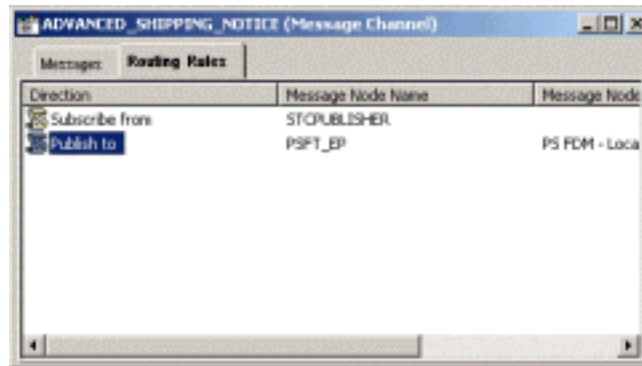 ADVANCED_SHIPPING_NOTICE (Message Channel)
Messages Routing Rules
Direction Message Node Name Message Node
Subscribe from STCPUBLISHER
Publish to PSFT_EP PS FDM - Loca